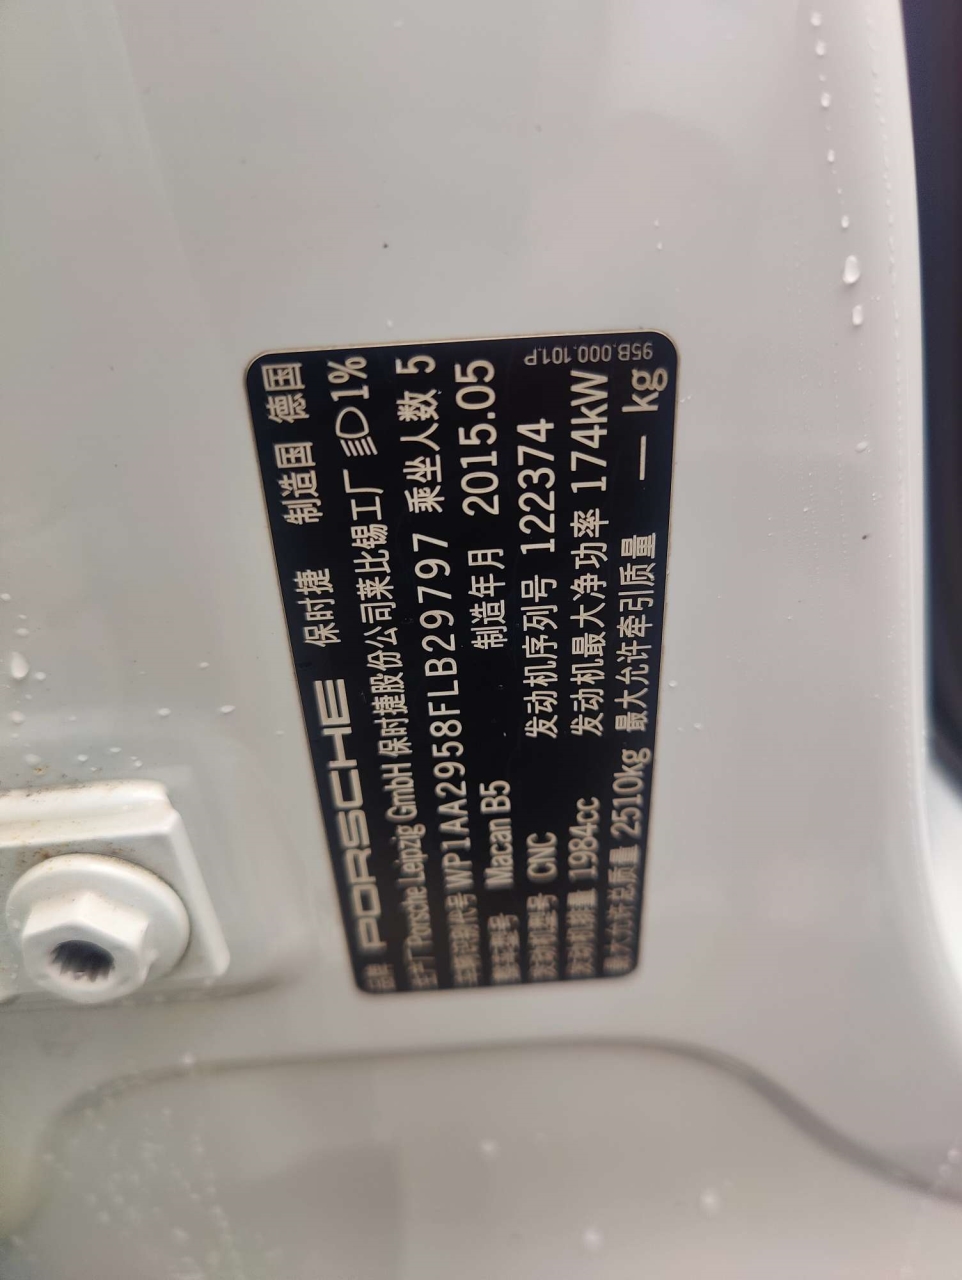 品牌 PORSCHE 保时捷 制造国 德国
生产厂 Porsche Leipzig GmbH 保时捷股份公司莱比锡工厂 1%
车辆识别代号 WP1AA2958FLB29797 乘坐人数 5
整车型号 Macan B5 制造年月 2015.05
发动机型号 CNC 发动机序列号 122374
发动机排量 1984cc 发动机最大净功率 174kW
最大允许总质量 2510kg 最大允许牵引质量 — kg
95B.000.101.P